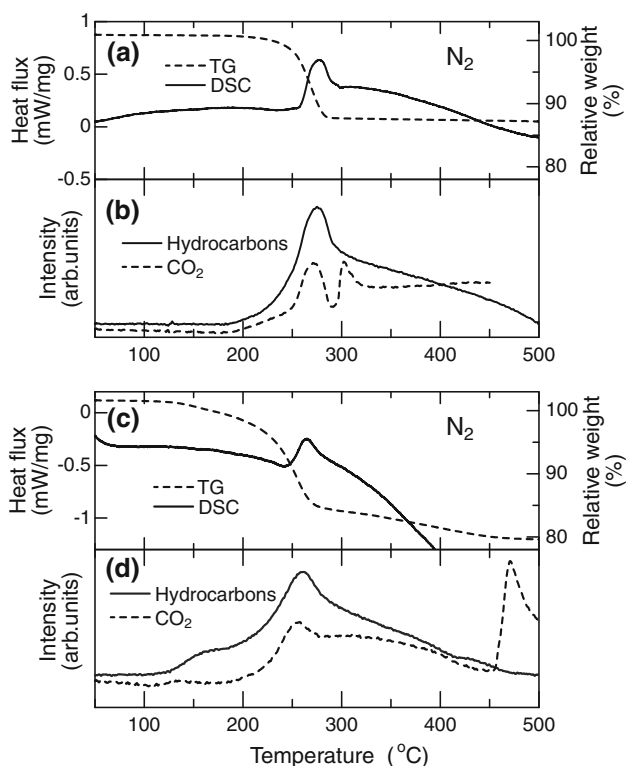 (a)
N2
TG
DSC
Heat flux
(mW/mg)
1
0.5
0
-0.5
100
90
80
Relative weight
(%)
(b)
Hydrocarbons
CO2
Intensity
(arb.units)
100 200 300 400 500
(c)
N2
TG
DSC
Heat flux
(mW/mg)
0
-0.5
-1
100
90
80
Relative weight
(%)
(d)
Hydrocarbons
CO2
Intensity
(arb.units)
100 200 300 400 500
Temperature (°C)